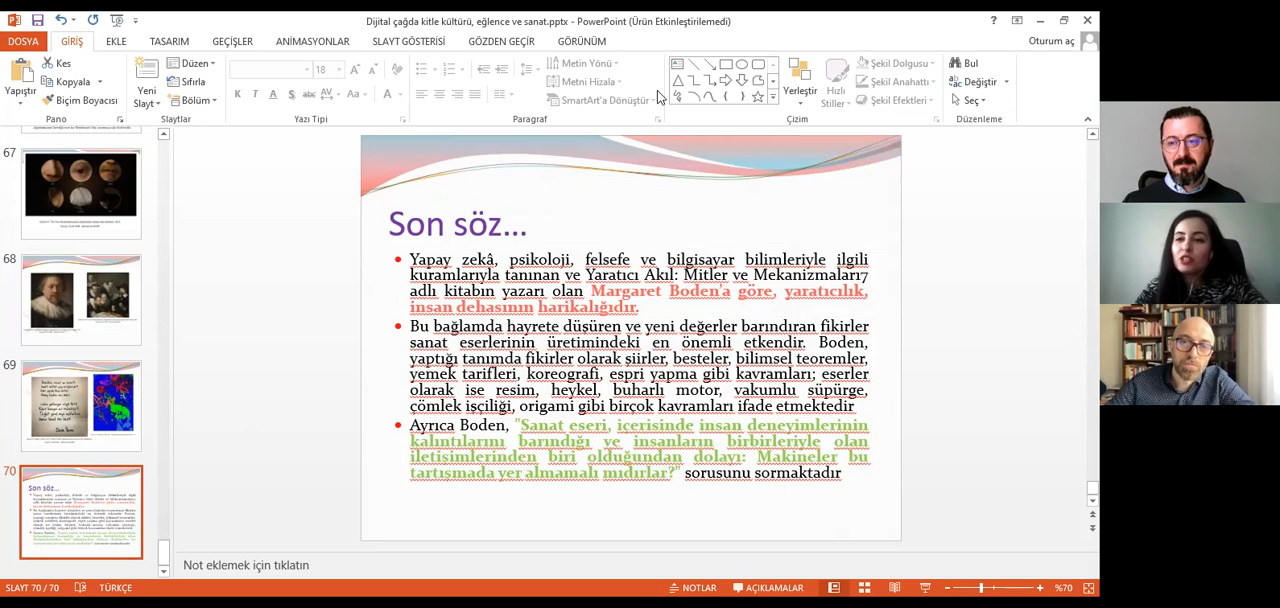 Dijital çağda kitle kültürü, eğlence ve sanat.pptx - PowerPoint (Ürün Etkinleştirilemedi)
DOSYA GİRİŞ EKLE TASARIM GEÇİŞLER ANİMASYONLAR SLAYT GÖSTERİSİ GÖZDEN GEÇİR GÖRÜNÜM Oturum aç
Yapıştır
Kes
Kopyala
Biçim Boyacısı
Pano
Yeni
Slayt
Düzen
Sıfırla
Bölüm
Slaytlar
18
K T A S abc AV Aa A
Yazı Tipi
Metin Yönü
Metni Hizala
SmartArt'a Dönüştür
Paragraf
Yerleştir
Hızlı
Stiller
Şekil Dolgusu
Şekil Anahattı
Şekil Efektleri
Çizim
Bul
Değiştir
Seç
Düzenleme
67
68
69
70
Son söz...
Son söz...
Yapay zekâ, psikoloji, felsefe ve bilgisayar bilimleriyle ilgili
kuramlarıyla tanınan ve Yaratıcı Akıl: Mitler ve Mekanizmaları17
adlı kitabın yazarı olan Margaret Boden'a göre, yaratıcılık,
insan dehasının harikalığıdır.
Bu bağlamda hayrete düşüren ve yeni değerler barındıran fikirler
sanat eserlerinin üretimindeki en önemli etkendir. Boden,
yaptığı tanımda fikirler olarak şiirler, besteler, bilimsel teoremler,
yemek tarifleri, koreografi, espri yapma gibi kavramları; eserler
olarak ise resim, heykel, buharlı motor, vakumlu süpürge,
çömlek işçiliği, origami gibi birçok kavramları ifade etmektedir
Ayrıca Boden, "Sanat eseri, içerisinde insan deneyimlerinin
kalıntılarını barındığı ve insanların birbirleriyle olan
iletişimlerinden biri olduğundan dolayı: Makineler bu
tartışmada yer almamalı mıdırlar?" sorusunu sormaktadır
Not eklemek için tıklatın
SLAYT 70 / 70 TÜRKÇE NOTLAR AÇIKLAMALAR %70